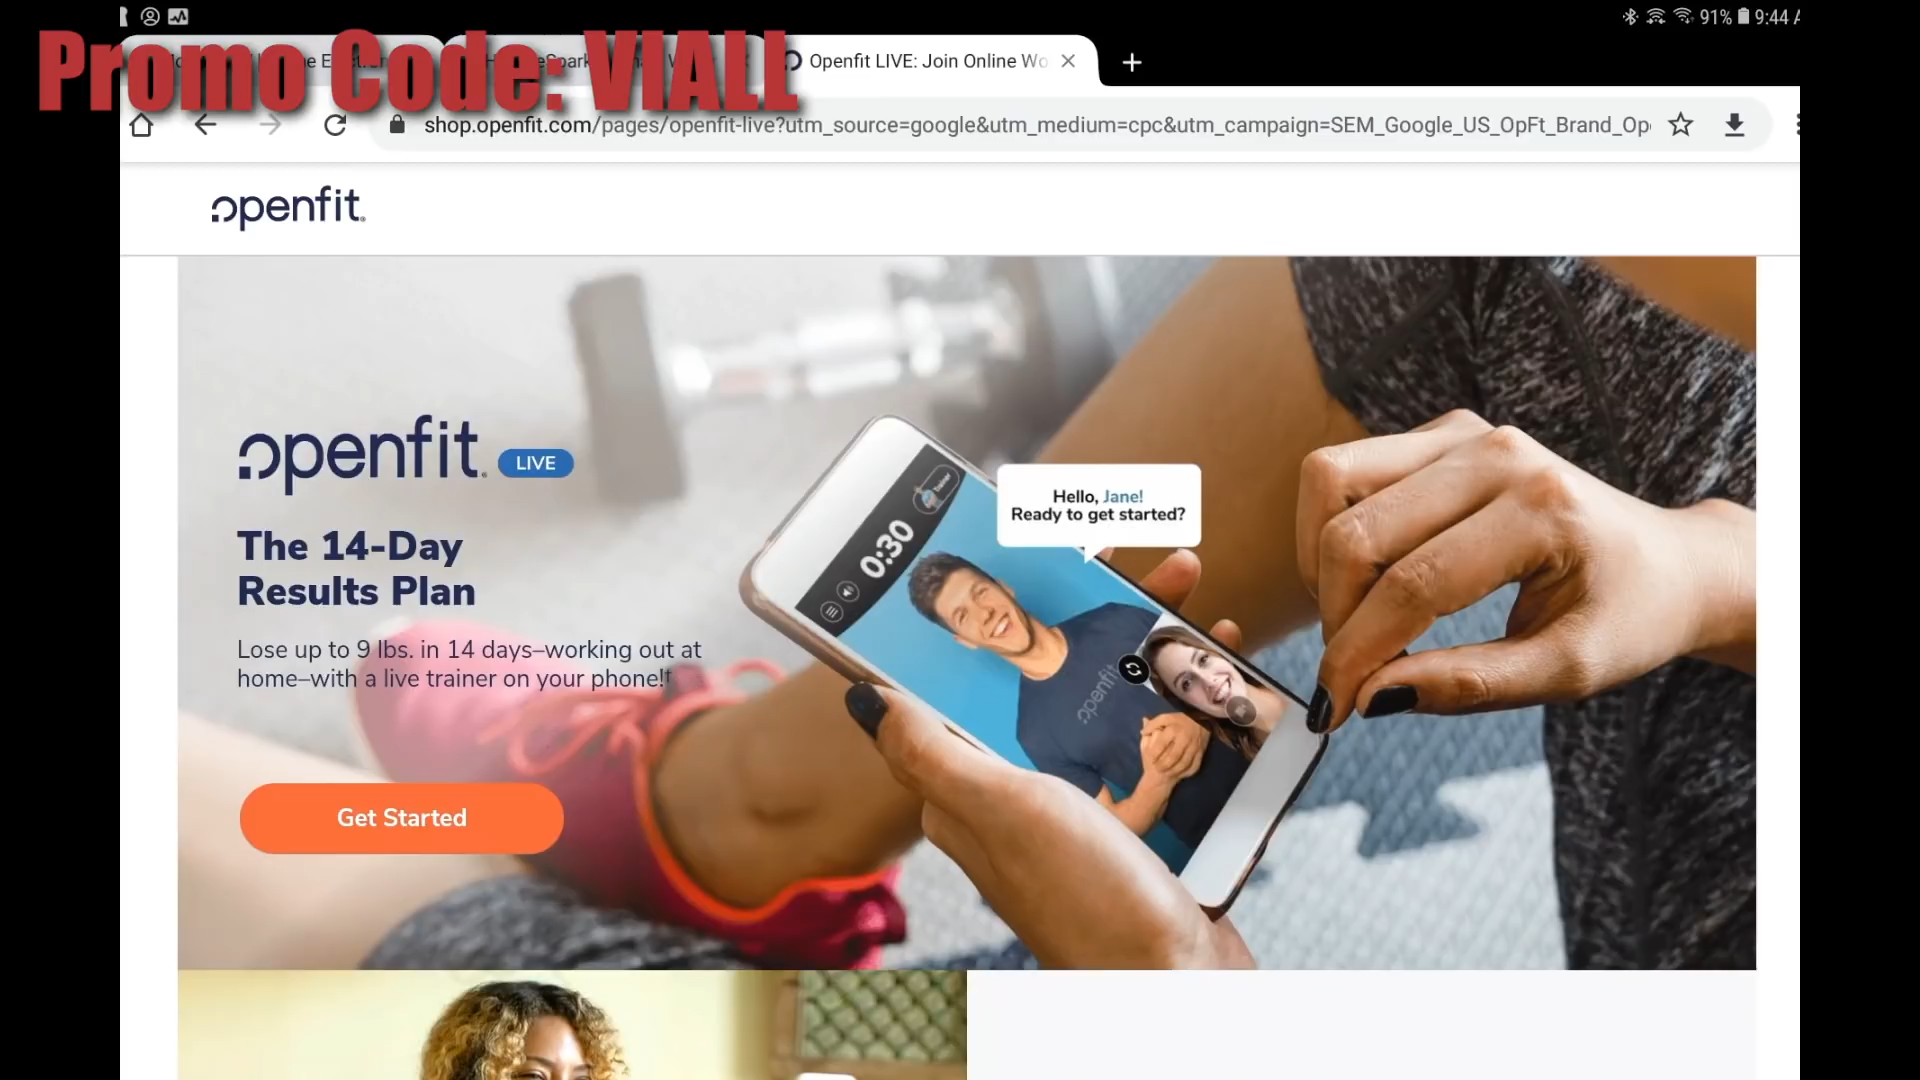 91% 9:44
Promo Code: VIALL
Openfit LIVE: Join Online Wo
shop.openfit.com/pages/openfit-live?utm_source=google&utm_medium=cpc&utm_campaign=SEM_Google_US_OpFt_Brand_Op
openfit.
openfit. LIVE
The 14-Day
Results Plan
Lose up to 9 lbs. in 14 days–working out at
home–with a live trainer on your phone!†
Get Started
0:30
Trainer
Hello, Jane!
Ready to get started?
openfit